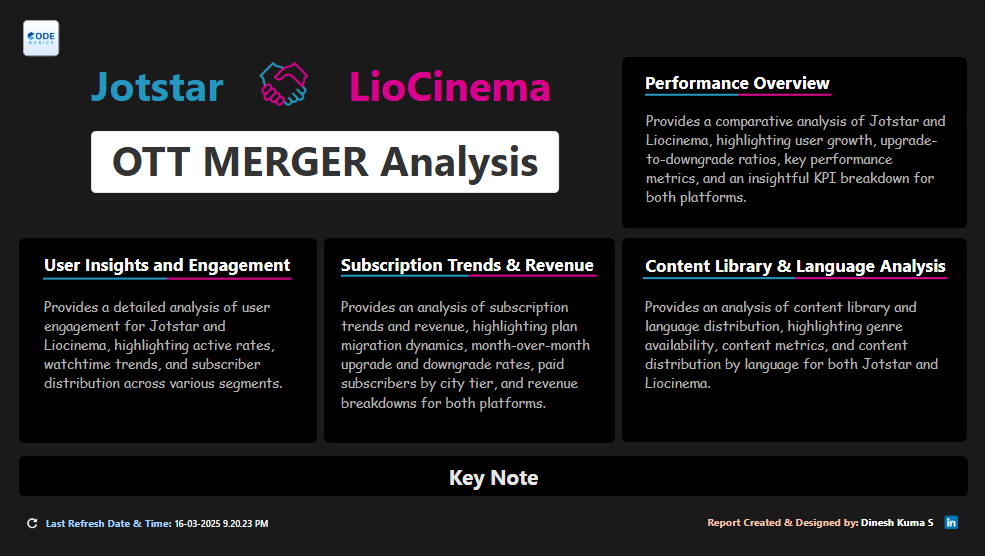 CODE
BASICS
Jotstar LioCinema
OTT MERGER Analysis
Performance Overview
Provides a comparative analysis of Jotstar and
Liocinema, highlighting user growth, upgrade-
to-downgrade ratios, key performance
metrics, and an insightful KPI breakdown for
both platforms.
User Insights and Engagement
Provides a detailed analysis of user
engagement for Jotstar and
Liocinema, highlighting active rates,
watchtime trends, and subscriber
distribution across various segments.
Subscription Trends & Revenue
Provides an analysis of subscription
trends and revenue, highlighting plan
migration dynamics, month-over-month
upgrade and downgrade rates, paid
subscribers by city tier, and revenue
breakdowns for both platforms.
Content Library & Language Analysis
Provides an analysis of content library and
language distribution, highlighting genre
availability, content metrics, and content
distribution by language for both Jotstar and
Liocinema.
Key Note
Last Refresh Date & Time: 16-03-2025 9.20.23 PM
Report Created & Designed by: Dinesh Kuma S
in